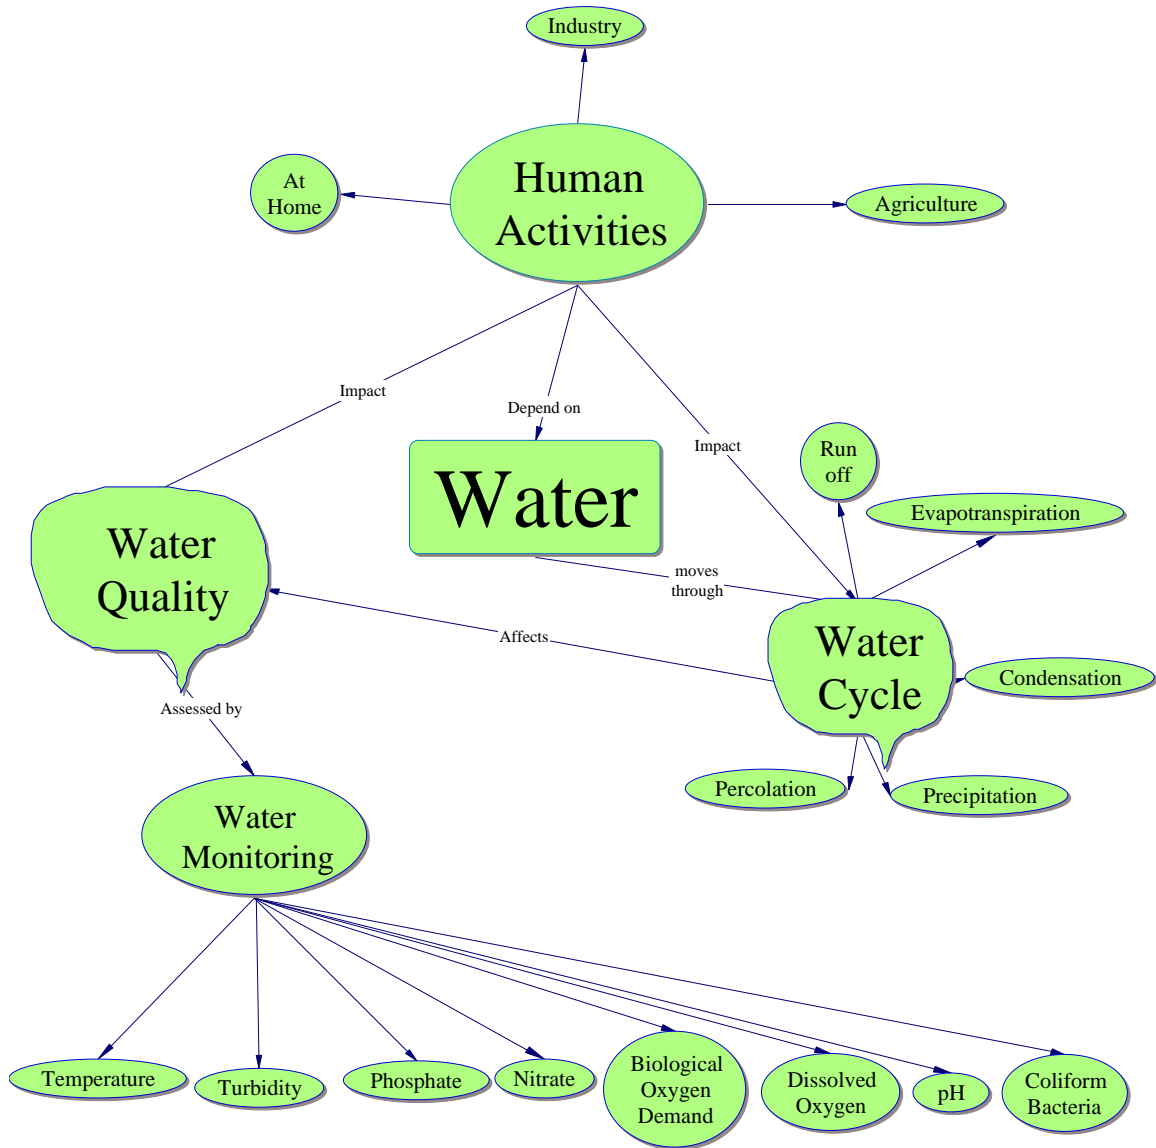 Industry
Human
Activities
At
Home
Agriculture
Impact
Depend on
Impact
Water
Run
off
Evapotranspiration
Water
Quality
moves
through
Affects
Water
Cycle
Condensation
Assessed by
Percolation
Precipitation
Water
Monitoring
Temperature
Turbidity
Phosphate
Nitrate
Biological
Oxygen
Demand
Dissolved
Oxygen
pH
Coliform
Bacteria